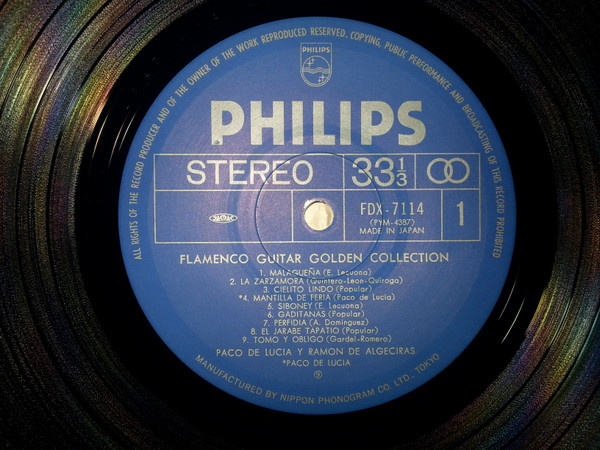 ALL RIGHTS OF THE RECORD PRODUCER AND OF THE OWNER OF THE WORK REPRODUCED RESERVED. COPYING, PUBLIC PERFORMANCE AND BROADCASTING OF THIS RECORD PROHIBITED
PHILIPS
PHILIPS
STEREO 33 1/3
FDX-7114 1
(PYM-4387)
MADE IN JAPAN
FLAMENCO GUITAR GOLDEN COLLECTION
1. MALAGUEÑA (E. Lecuona)
2. LA ZARZAMORA (Quintero-Leon-Quiroga)
3. CIELITO LINDO (Popular)
*4. MANTILLA DE FERIA (Paco de Lucia)
5. SIBONEY (E. Lecuona)
6. GADITANAS (Popular)
7. PERFIDIA (A. Dominguez)
8. EL JARABE TAPATIO (Popular)
9. TOMO Y OBLIGO (Gardel-Romero)
PACO DE LUCIA Y RAMON DE ALGECIRAS
*PACO DE LUCIA
Ⓟ
MANUFACTURED BY NIPPON PHONOGRAM CO. LTD., TOKYO